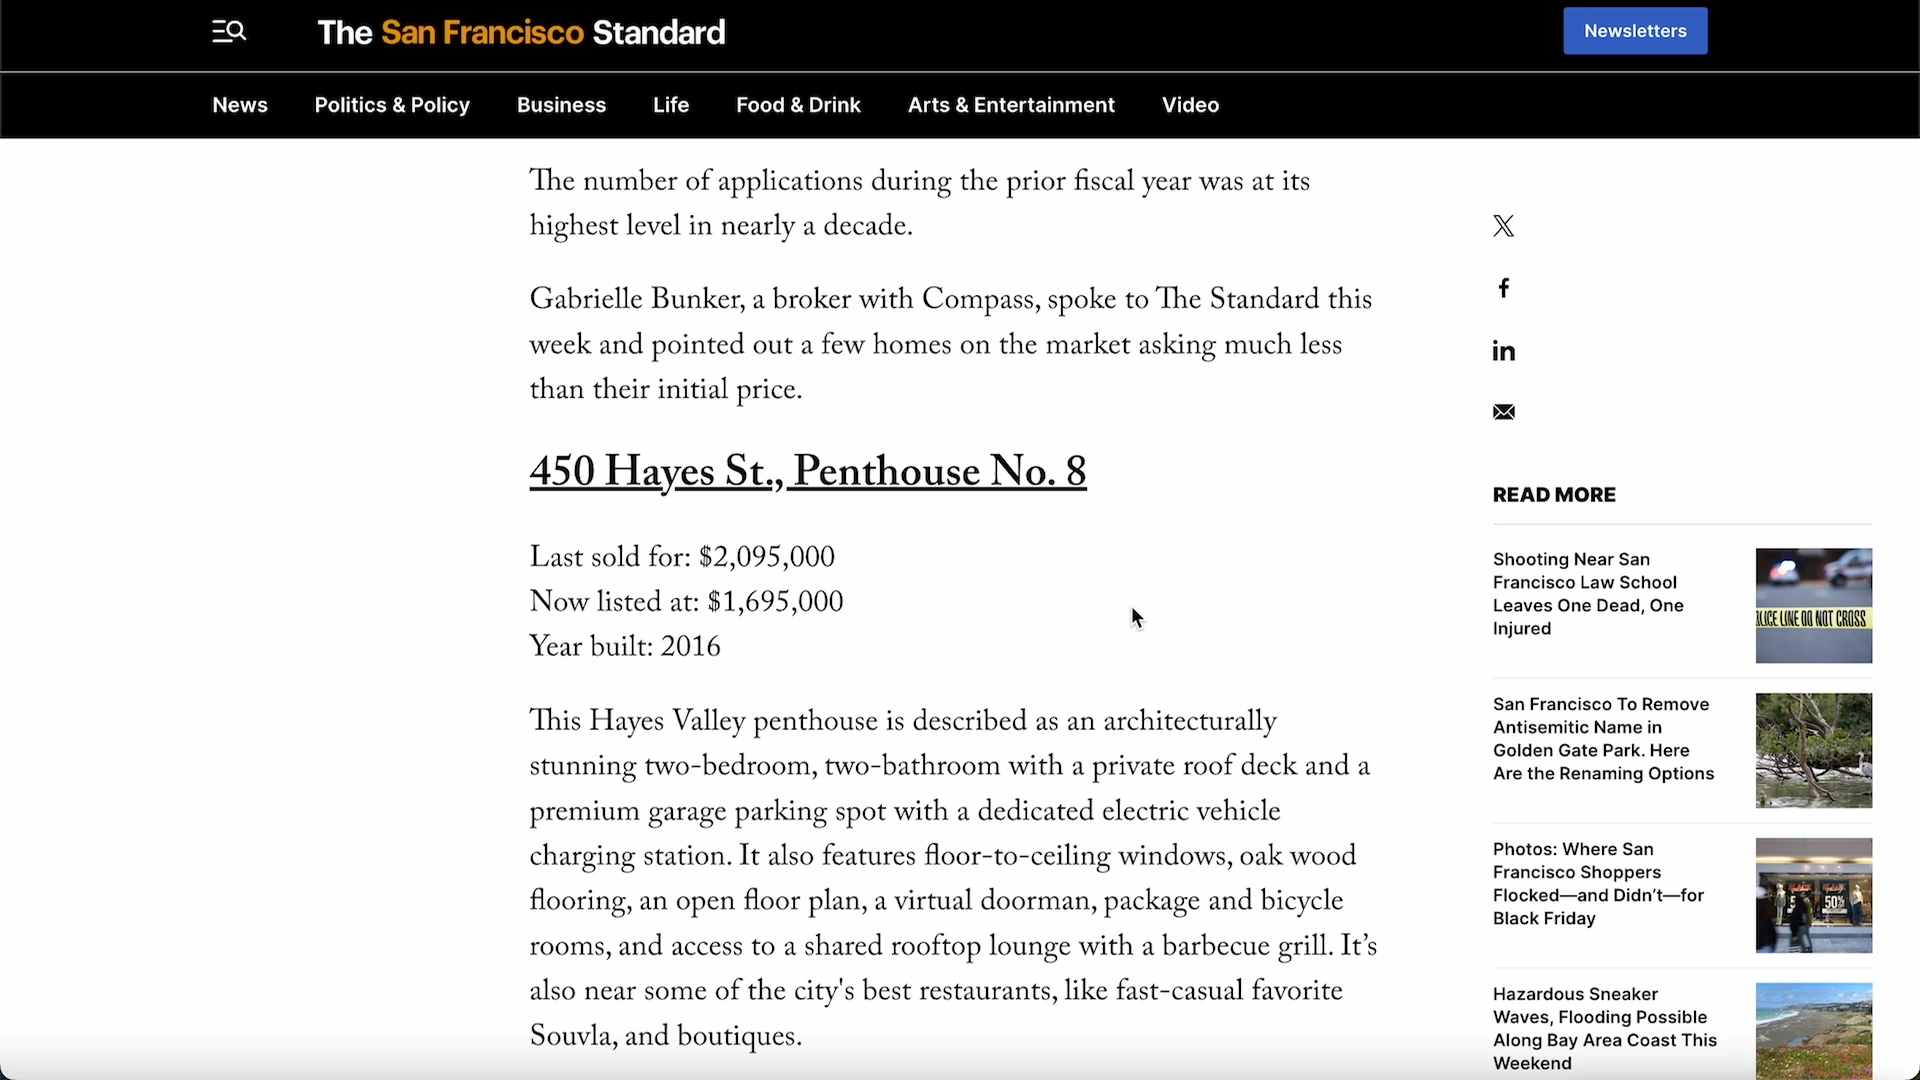 The San Francisco Standard
Newsletters
News Politics & Policy Business Life Food & Drink Arts & Entertainment Video
The number of applications during the prior fiscal year was at its
highest level in nearly a decade.
Gabrielle Bunker, a broker with Compass, spoke to The Standard this
week and pointed out a few homes on the market asking much less
than their initial price.
450 Hayes St., Penthouse No. 8
Last sold for: $2,095,000
Now listed at: $1,695,000
Year built: 2016
This Hayes Valley penthouse is described as an architecturally
stunning two-bedroom, two-bathroom with a private roof deck and a
premium garage parking spot with a dedicated electric vehicle
charging station. It also features floor-to-ceiling windows, oak wood
flooring, an open floor plan, a virtual doorman, package and bicycle
rooms, and access to a shared rooftop lounge with a barbecue grill. It’s
also near some of the city's best restaurants, like fast-casual favorite
Souvla, and boutiques.
READ MORE
Shooting Near San
Francisco Law School
Leaves One Dead, One
Injured
LICE LINE DO NOT CROSS
San Francisco To Remove
Antisemitic Name in
Golden Gate Park. Here
Are the Renaming Options
Photos: Where San
Francisco Shoppers
Flocked—and Didn’t—for
Black Friday
50%
Hazardous Sneaker
Waves, Flooding Possible
Along Bay Area Coast This
Weekend